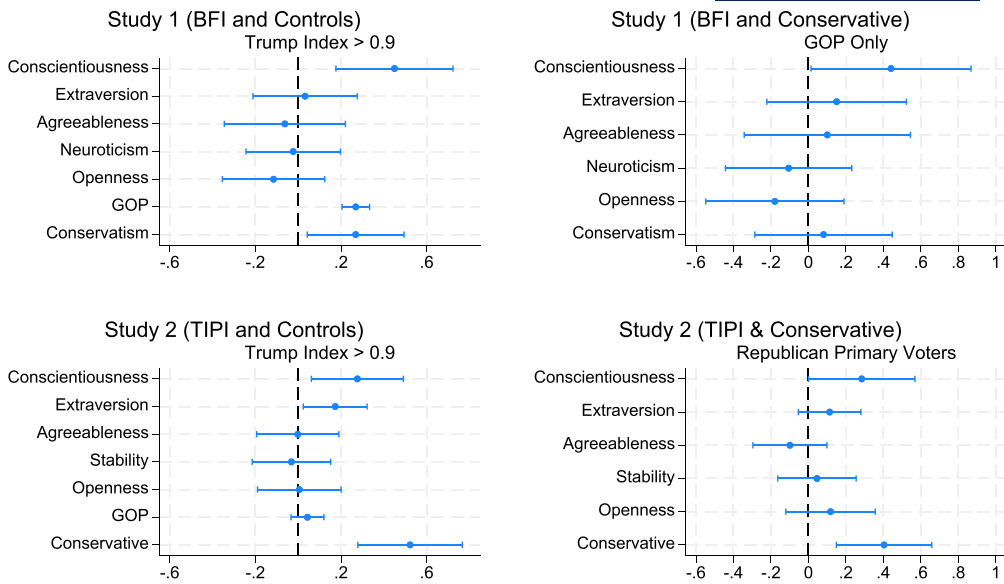 Study 1 (BFI and Controls)
Trump Index > 0.9
Conscientiousness
Extraversion
Agreeableness
Neuroticism
Openness
GOP
Conservatism
-.6 -.2 .2 .6
Study 1 (BFI and Conservative)
GOP Only
Conscientiousness
Extraversion
Agreeableness
Neuroticism
Openness
Conservatism
-.6 -.4 -.2 0 .2 .4 .6 .8 1
Study 2 (TIPI and Controls)
Trump Index > 0.9
Conscientiousness
Extraversion
Agreeableness
Stability
Openness
GOP
Conservative
-.6 -.2 .2 .6
Study 2 (TIPI & Conservative)
Republican Primary Voters
Conscientiousness
Extraversion
Agreeableness
Stability
Openness
Conservative
-.6 -.4 -.2 0 .2 .4 .6 .8 1